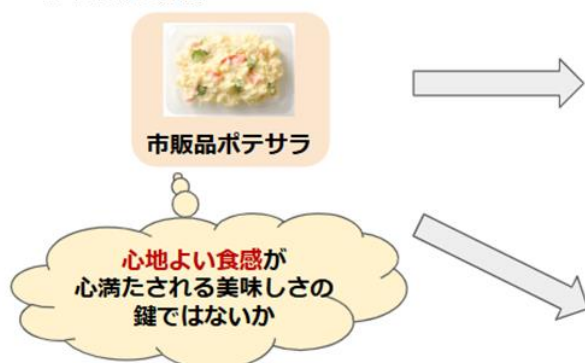 市販品ポテサラ
心地よい食感が
心満たされる美味しさの
鍵ではないか